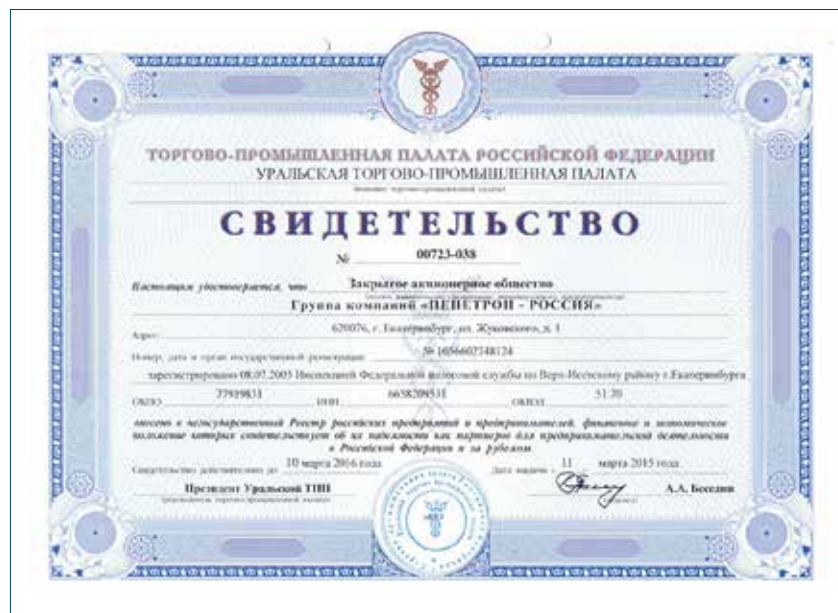 ТОРГОВО-ПРОМЫШЛЕННАЯ ПАЛАТА РОССИЙСКОЙ ФЕДЕРАЦИИ
УРАЛЬСКАЯ ТОРГОВО-ПРОМЫШЛЕННАЯ ПАЛАТА
СВИДЕТЕЛЬСТВО
№ 00723-038
Настоящим удостоверяется, что Закрытое акционерное общество
Группа компаний «ПЕНЕТРОН - РОССИЯ»
Адрес: 620076, г. Екатеринбург, пл. Жуковского, д. 1
Номер, дата и орган государственной регистрации
зарегистрировано 08.07.2005 Инспекцией Федеральной налоговой службы по Верх-Исетскому району г.Екатеринбурга
ОКПО 77919831 ИНН 6658209531 51.70
внесено в негосударственный Реестр российских предприятий и предпринимателей, финансовое и экономическое
положение которых свидетельствует об их надежности как партнеров для предпринимательской деятельности
в Российской Федерации и за рубежом
Свидетельство действительно до 10 марта 2016 года Дата выдачи 11 марта 2015 года
Президент Уральской ТПП А.А. Беседин